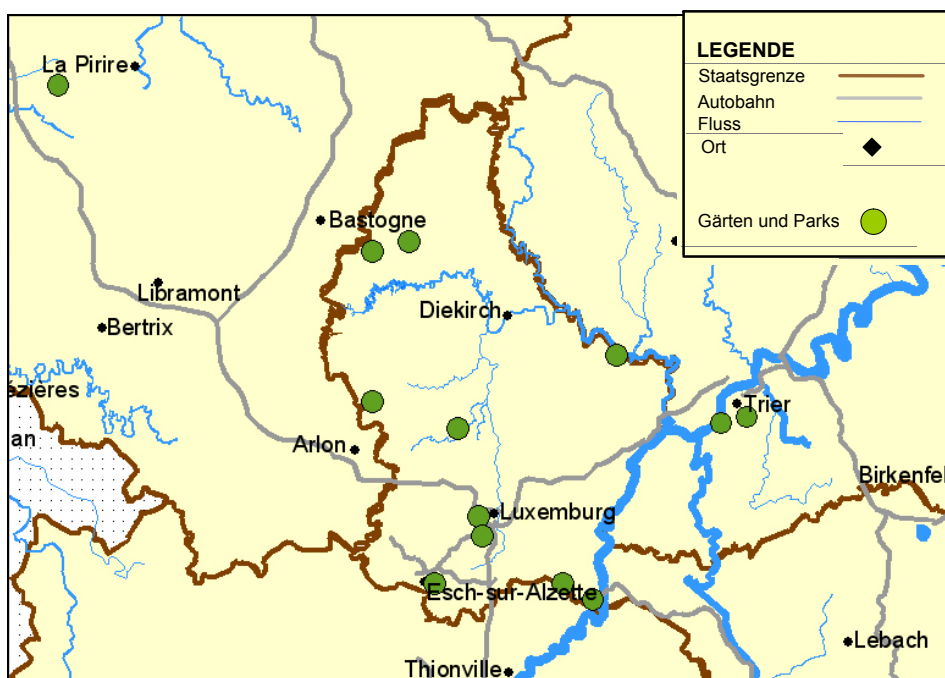 LEGENDE
Staatsgrenze
Autobahn
Fluss
Ort
Gärten und Parks
La Pirire
Bastogne
Libramont
Diekirch
Bertrix
ézières
Trier
an
Arlon
Birkenfel
Luxemburg
Esch-sur-Alzette
Lebach
Thionville